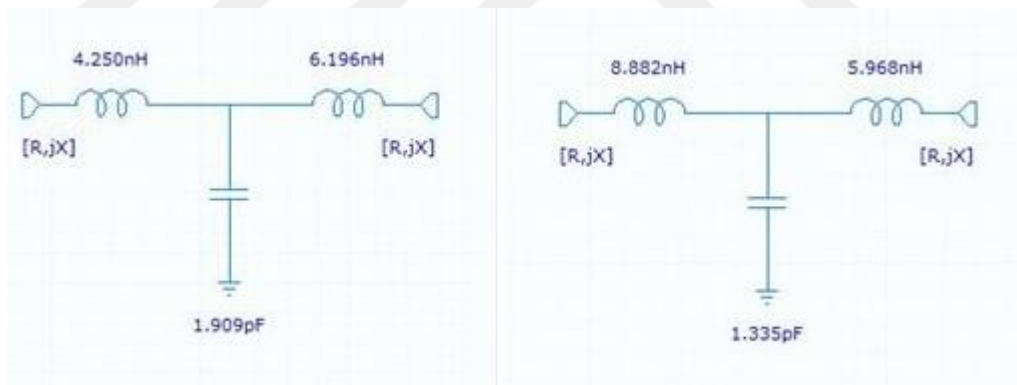 4.250nH 6.196nH
[R,jX] [R,jX]
1.909pF
8.882nH 5.968nH
[R,jX] [R,jX]
1.335pF